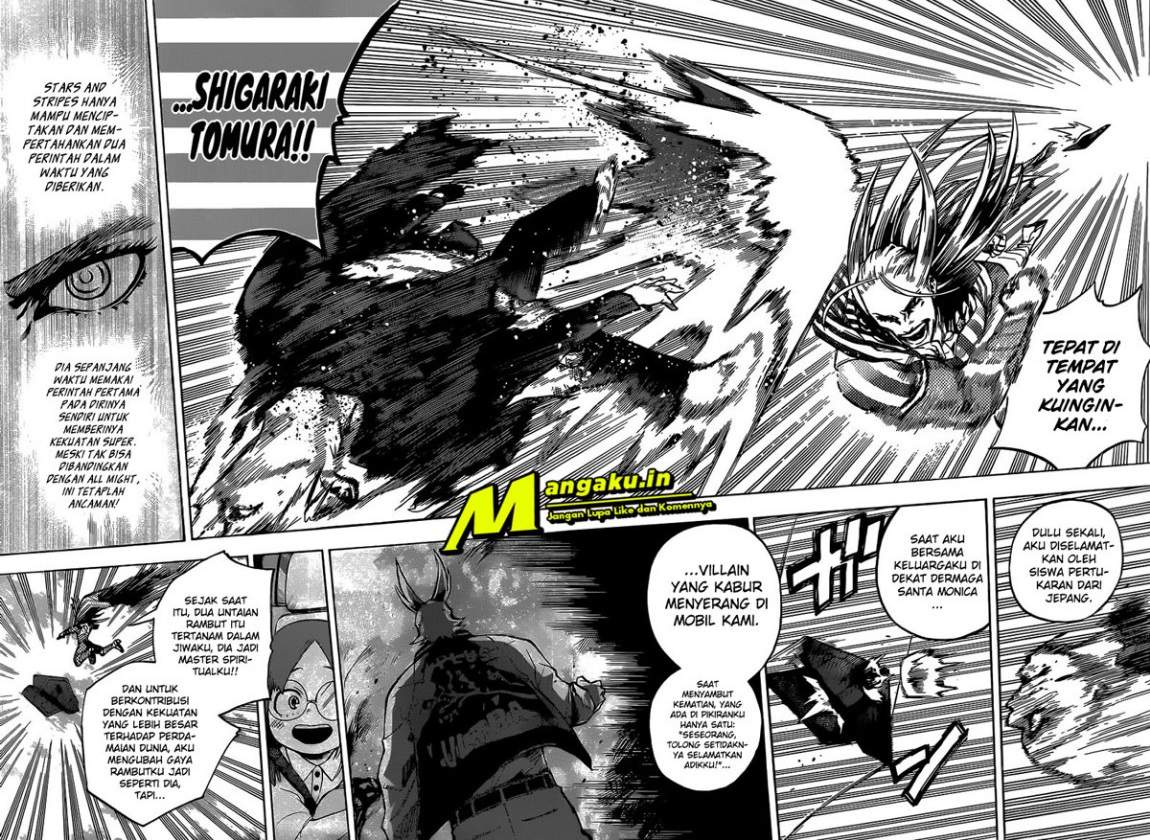 TEPAT DI
TEMPAT
YANG
KUINGIN-
KAN...
...SHIGARAKI
TOMURA!!
STARS AND
STRIPES HANYA
MAMPU MENCIP-
TAKAN DAN MEM-
PERTAHANKAN DUA
PERINTAH DALAM
WAKTU YANG
DIBERIKAN.
DIA SEPANJANG
WAKTU MEMAKAI
PERINTAH PERTAMA
PADA DIRINYA
SENDIRI UNTUK
MEMBERINYA
KEKUATAN SUPER.
MESKI TAK BISA
DIBANDINGKAN
DENGAN ALL MIGHT,
INI TETAPLAH
ANCAMAN!
Mangaku.in
Jangan Lupa Like dan Komennya
DULU SEKALI,
AKU DISELAMAT-
KAN OLEH
SISWA PERTU-
KARAN DARI
JEPANG.
SAAT AKU
BERSAMA
KELUARGAKU DI
DEKAT DERMAGA
SANTA MONICA
...
...VILLAIN
YANG KABUR
MENYERANG DI
MOBIL KAMI.
SAAT
MENYAMBUT
KEMATIAN, YANG
ADA DI PIKIRANKU
HANYA SATU:
"SESEORANG,
TOLONG SETIDAKN-
YA SELAMATKAN
ADIKKU!"...
SEJAK SAAT
ITU, DUA UNTAIAN
RAMBUT ITU
TERTANAM DALAM
JIWAKU, DIA JADI
MASTER SPIRI-
TUALKU!!
DAN UNTUK
BERKONTRIBUSI
DENGAN KEKUATAN
YANG LEBIH BESAR
TERHADAP PERDA-
MAIAN DUNIA, AKU
MENGUBAH GAYA
RAMBUTKU JADI
SEPERTI DIA,
TAPI...